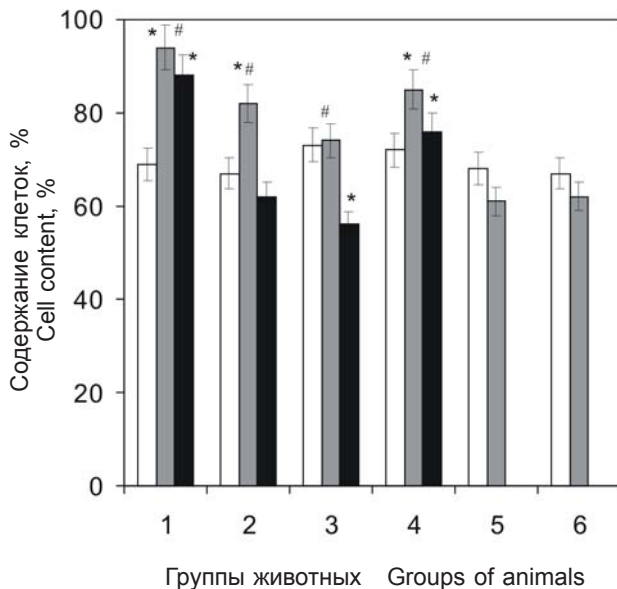 Содержание клеток, %
Cell content, %
100
80
60
40
20
0
* # *
* #
# *
* # *
1 2 3 4 5 6
Группы животных Groups of animals